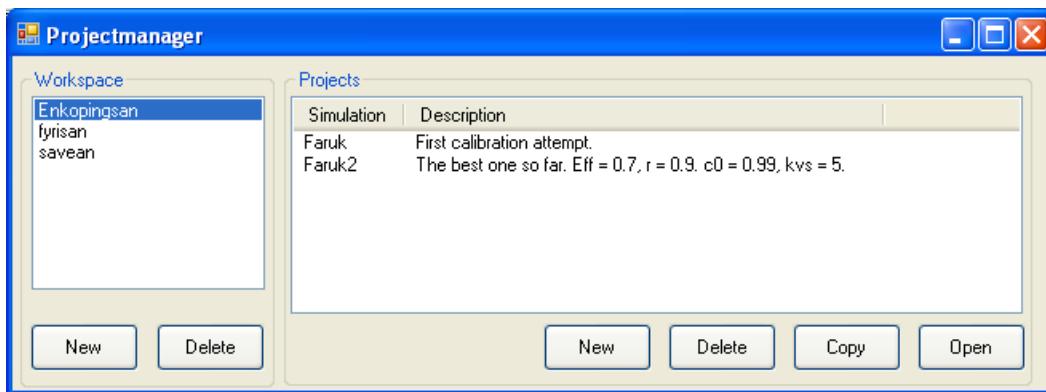 Projectmanager
Workspace
Enkopingsan
fyrisan
savean
New Delete
Projects
Simulation Description
Faruk First calibration attempt.
Faruk2 The best one so far. Eff = 0.7, r = 0.9. c0 = 0.99, kvs = 5.
New Delete Copy Open